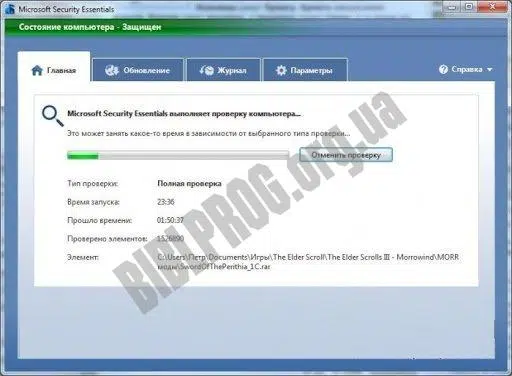 Microsoft Security Essentials
Состояние компьютера - Защищен
Главная
Обновление
Журнал
Параметры
Справка
Microsoft Security Essentials выполняет проверку компьютера...
Это может занять какое-то время в зависимости от выбранного типа проверки...
Отменить проверку
Тип проверки: Полная проверка
Время запуска: 23:36
Прошло времени: 01:50:37
Проверено элементов: 1526890
Элемент: C:\Users\Петр\Documents\Игры\The Elder Scroll\The Elder Scrolls III - Morrowind\MORR
моды\SwordOfThePerithia_1C.rar
BIBLPROG.org.ua